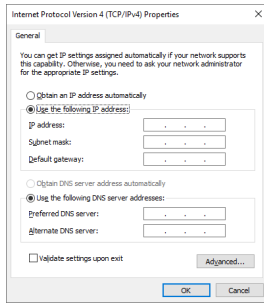 Internet Protocol Version 4 (TCP/IPv4) Properties
General
You can get IP settings assigned automatically if your network supports
this capability. Otherwise, you need to ask your network administrator
for the appropriate IP settings.
Obtain an IP address automatically
Use the following IP address:
IP address:
. . .
Subnet mask:
. . .
Default gateway:
. . .
Obtain DNS server address automatically
Use the following DNS server addresses:
Preferred DNS server:
. . .
Alternate DNS server:
. . .
Validate settings upon exit
Advanced...
OK
Cancel